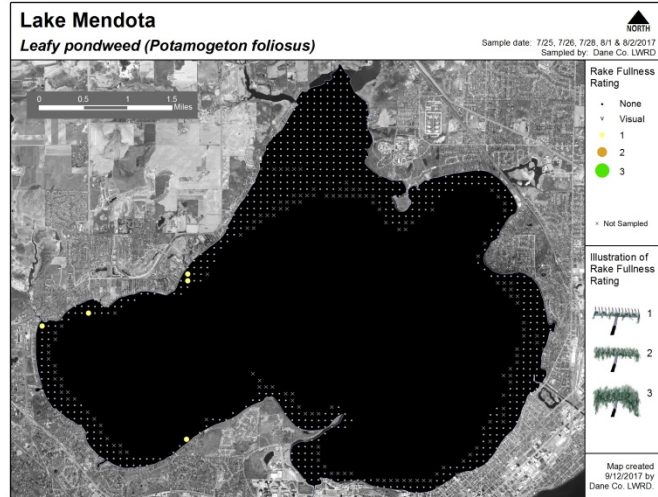 Lake Mendota
Leafy pondweed (Potamogeton foliosus)
NORTH
Sample date: 7/25, 7/26, 7/28, 8/1 & 8/2/2017
Sampled by: Dane Co. LWRD
0 0.5 1 1.5
Miles
Rake Fullness
Rating
None
Visual
1
2
3
× Not Sampled
Illustration of
Rake Fullness
Rating
1
2
3
Map created
9/12/2017 by
Dane Co. LWRD.